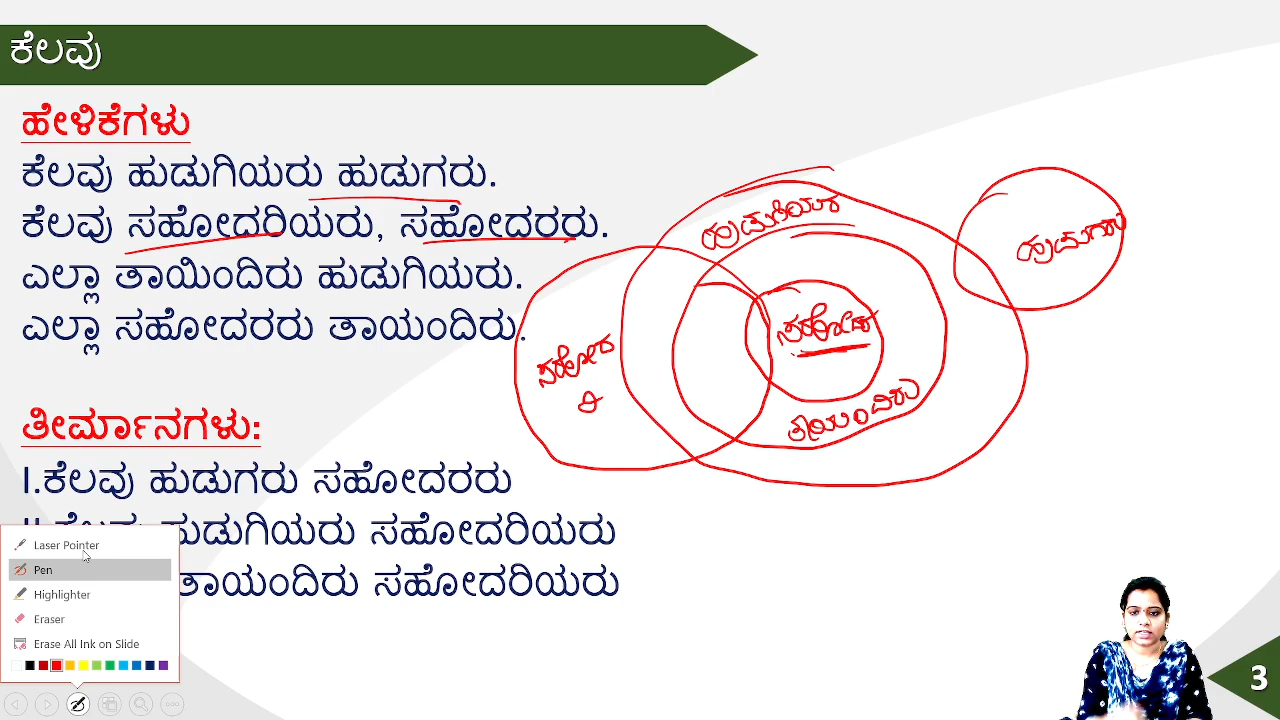 ಕೆಲವು
ಹೇಳಿಕೆಗಳು
ಕೆಲವು ಹುಡುಗಿಯರು ಹುಡುಗರು.
ಕೆಲವು ಸಹೋದರಿಯರು, ಸಹೋದರರು.
ಎಲ್ಲಾ ತಾಯಿಂದಿರು ಹುಡುಗಿಯರು.
ಎಲ್ಲಾ ಸಹೋದರರು ತಾಯಂದಿರು.
ತೀರ್ಮಾನಗಳು:
I.ಕೆಲವು ಹುಡುಗರು ಸಹೋದರರು
ಹುಡುಗಿಯರು ಸಹೋದರಿಯರು
ತಾಯಂದಿರು ಸಹೋದರಿಯರು
ತಾಯಂದಿರು
Laser Pointer
Pen
Highlighter
Eraser
Erase All Ink on Slide
3